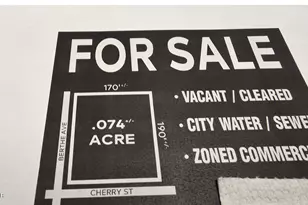 FOR SALE
170'+/-
• VACANT / CLEARED
.074+/-
ACRE
BERTHE AVE
190'+/-
• CITY WATER / SEWE
• ZONED COMMERC
CHERRY ST